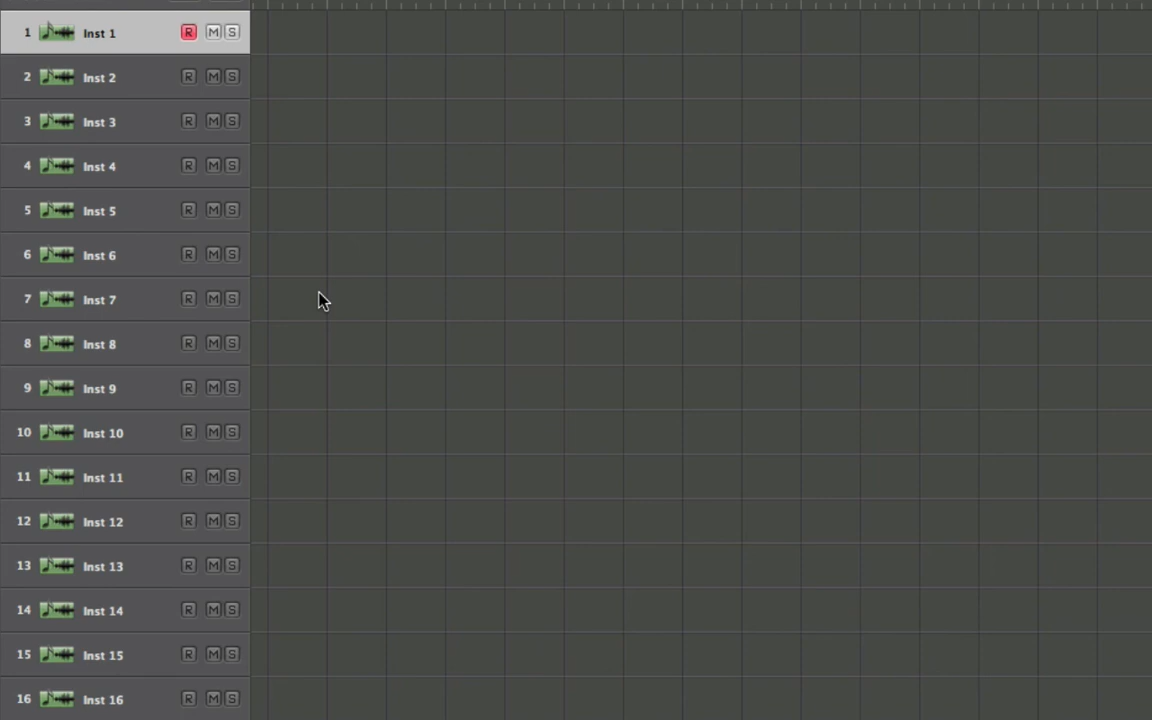 1 Inst 1 R M S
2 Inst 2 R M S
3 Inst 3 R M S
4 Inst 4 R M S
5 Inst 5 R M S
6 Inst 6 R M S
7 Inst 7 R M S
8 Inst 8 R M S
9 Inst 9 R M S
10 Inst 10 R M S
11 Inst 11 R M S
12 Inst 12 R M S
13 Inst 13 R M S
14 Inst 14 R M S
15 Inst 15 R M S
16 Inst 16 R M S